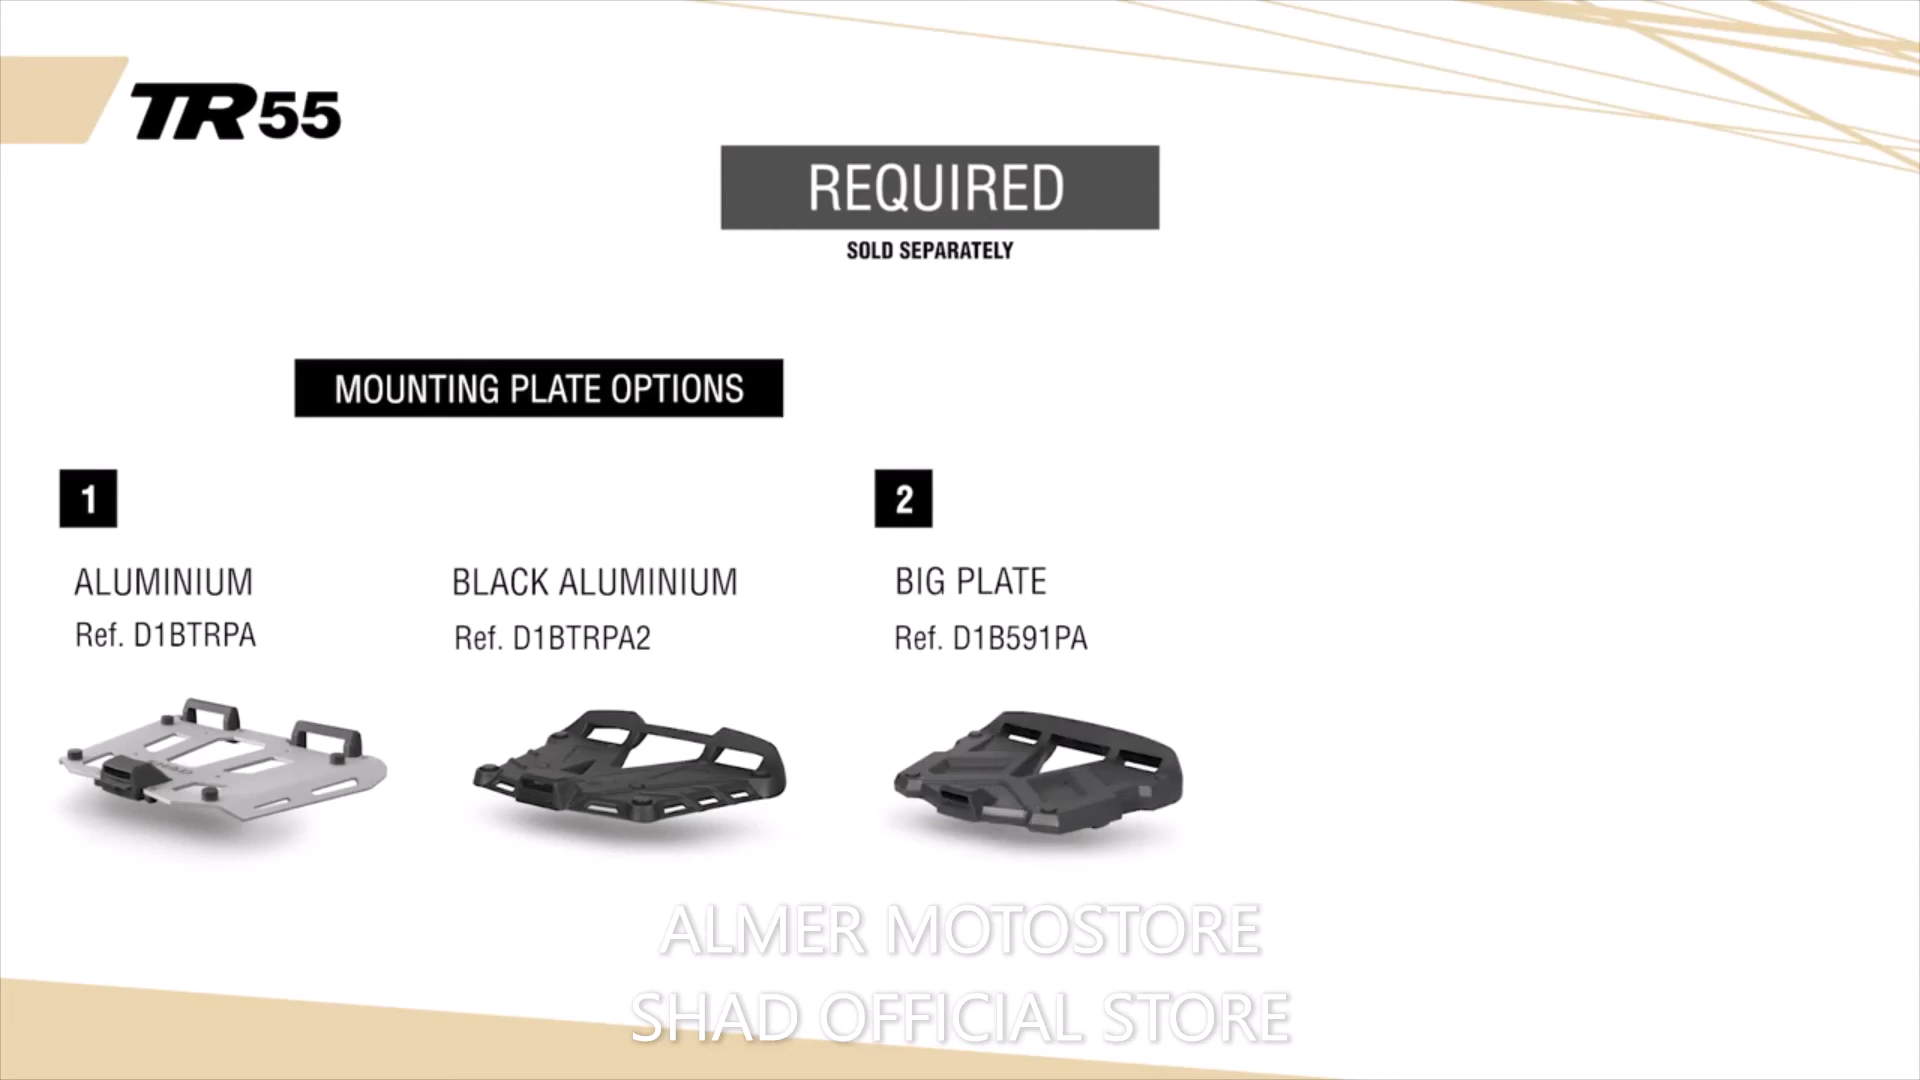 TR55
REQUIRED
SOLD SEPARATELY
MOUNTING PLATE OPTIONS
1
ALUMINIUM
Ref. D1BTRPA
BLACK ALUMINIUM
Ref. D1BTRPA2
2
BIG PLATE
Ref. D1B591PA
ALMER MOTOSTORE
SHAD OFFICIAL STORE